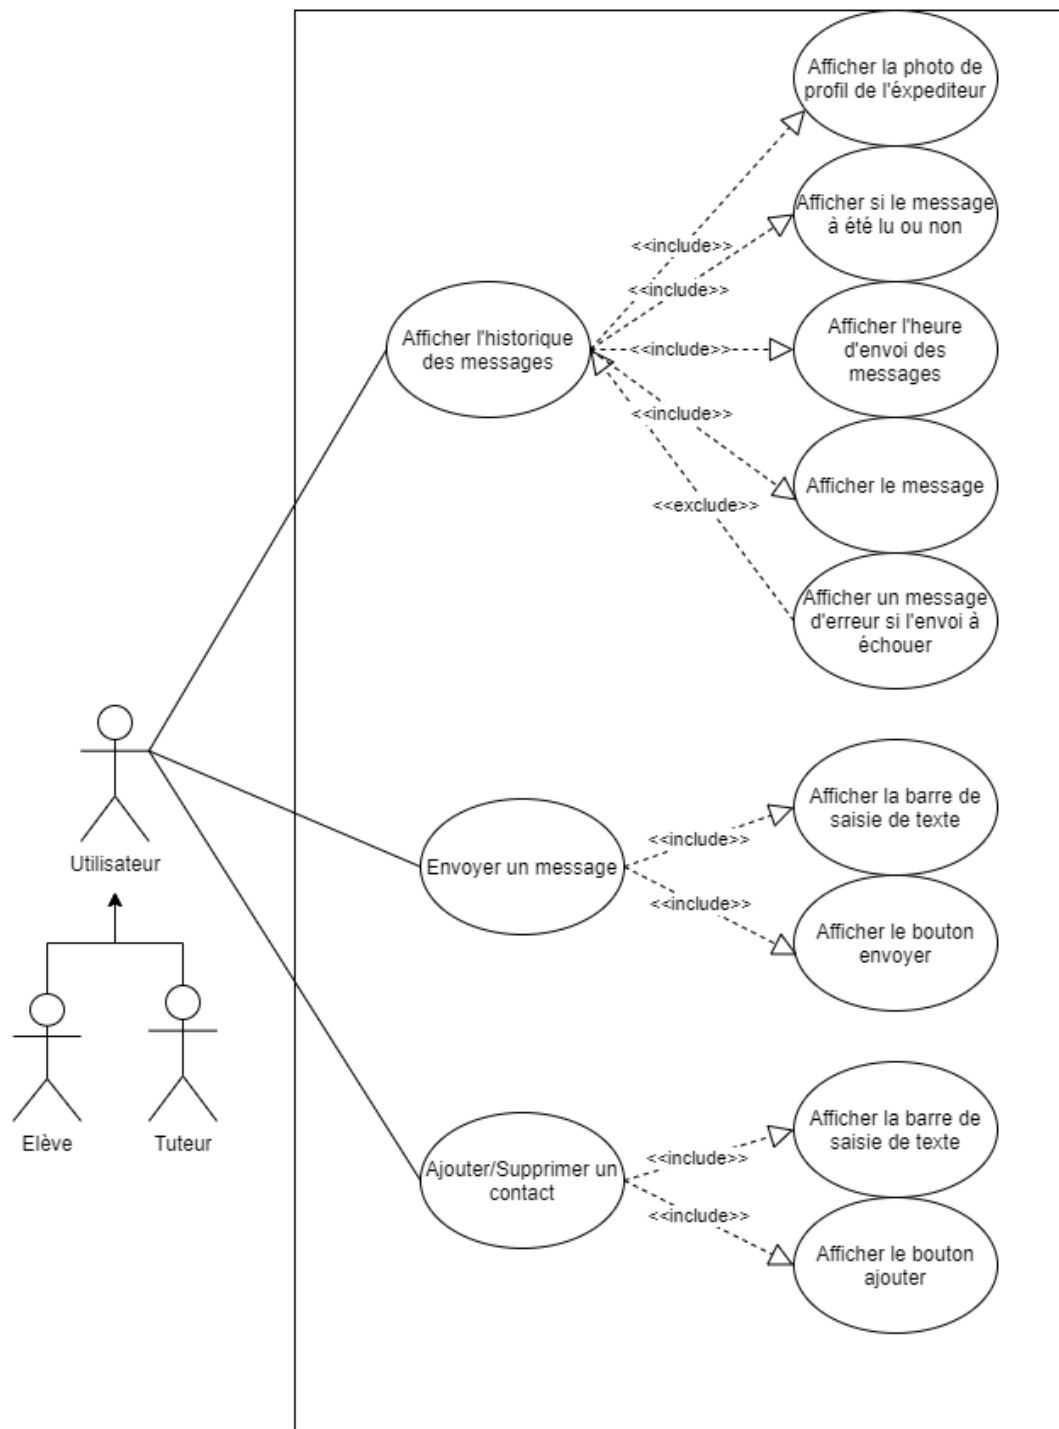 Afficher la photo de
profil de l'éxpediteur
Afficher si le message
à été lu ou non
<<include>>
<<include>>
Afficher l'historique
des messages
<<include>>
Afficher l'heure
d'envoi des
messages
<<include>>
Afficher le message
<<exclude>>
Afficher un message
d'erreur si l'envoi à
échouer
Utilisateur
Elève
Tuteur
Envoyer un message
<<include>>
<<include>>
Afficher la barre de
saisie de texte
Afficher le bouton
envoyer
Ajouter/Supprimer un
contact
<<include>>
<<include>>
Afficher la barre de
saisie de texte
Afficher le bouton
ajouter